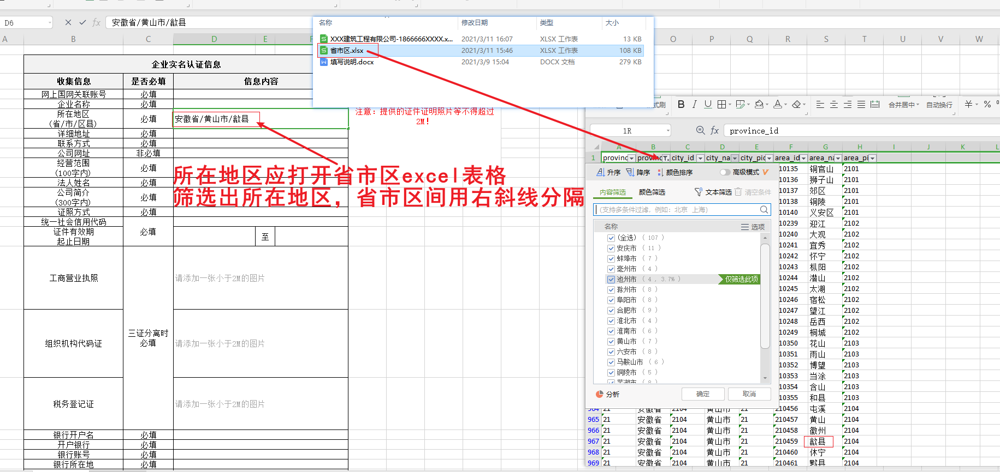 D6
fx
安徽省/黄山市/歙县
A B C D E F
企业实名认证信息
收集信息 是否必填 信息内容
网上国网关联账号 必填
企业名称 必填
所在地区
(省/市/区县)
必填
安徽省/黄山市/歙县
详细地址 必填
联系方式 必填
公司网址 非必填
经营范围
(100字内)
必填
法人姓名 必填
公司简介
(300字内)
必填
证照方式 必填
统一社会信用代码
证件有效期
起止日期
必填
至
工商营业执照
请添加一张小于2M的图片
组织机构代码证
三证分离时
必填
请添加一张小于2M的图片
税务登记证
请添加一张小于2M的图片
银行开户名 必填
开户银行 必填
银行账号 必填
银行所在地 必填
注意：提供的证件证明照片等不得超过
2M!
所在地区应打开省市区excel表格
筛选出所在地区，省市区间用右斜线分隔
名称 修改日期 类型 大小
XXX建筑工程有限公司-1866666XXXX.x... 2021/3/11 16:07 XLSX 工作表 13 KB
省市区.xlsx 2021/3/11 15:46 XLSX 工作表 108 KB
填写说明.docx 2021/3/9 15:04 DOCX 文档 279 KB
O P Q R S T U V W
式刷 B I U A 合并居中 自动换行 ¥ %
1R
fx
province_id
A B C D E F G H I J K L
1 provinc provinc city_id city_na city_pid area_id area_na area_pi
升序 降序 颜色排序 高级模式
内容筛选 颜色筛选 文本筛选 清空条件
(支持多条件过滤，例如：北京 上海)
名称 选项
(全选) ( 107 )
安庆市 ( 11 )
蚌埠市 ( 7 )
亳州市 ( 4 )
池州市 ( 4 , 3.7% ) 仅筛选此项
滁州市 ( 8 )
阜阳市 ( 8 )
合肥市 ( 9 )
淮北市 ( 4 )
淮南市 ( 6 )
黄山市 ( 7 )
六安市 ( 8 )
马鞍山市 ( 6 )
铜陵市 ( 5 )
芜湖市 ( 8 )
分析 确定 取消
10135 铜官山 2101
10136 狮子山 2101
10137 郊区 2101
10138 铜陵 2101
10140 义安区 2101
10239 迎江 2102
10240 大观 2102
10241 宜秀 2102
10242 怀宁 2102
10243 枞阳 2102
10244 潜山 2102
10245 太湖 2102
10246 宿松 2102
10247 望江 2102
10248 岳西 2102
10249 桐城 2102
10350 花山 2103
10351 雨山 2103
10352 博望 2103
10353 当涂 2103
10354 含山 2103
10355 和县 2103
964 21 安徽省 2104 黄山市 21 210456 屯溪 2104
965 21 安徽省 2104 黄山市 21 210457 黄山 2104
966 21 安徽省 2104 黄山市 21 210458 徽州 2104
967 21 安徽省 2104 黄山市 21 210459 歙县 2104
968 21 安徽省 2104 黄山市 21 210460 休宁 2104
969 21 安徽省 2104 黄山市 21 210461 黟县 2104